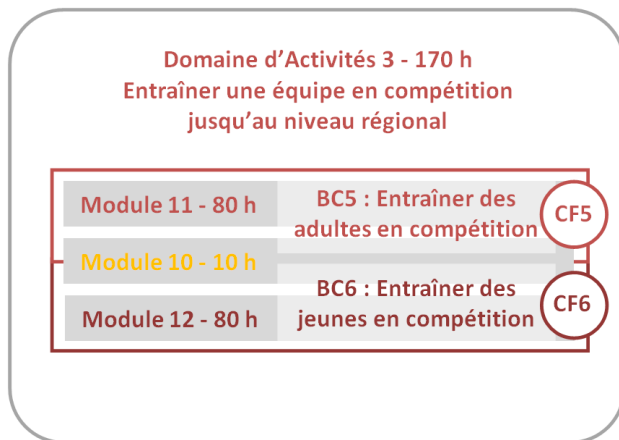 Domaine d'Activités 3 - 170 h
Entraîner une équipe en compétition
jusqu'au niveau régional
Module 11 - 80 h
BC5 : Entraîner des
adultes en compétition
CF5
Module 10 - 10 h
Module 12 - 80 h
BC6 : Entraîner des
jeunes en compétition
CF6